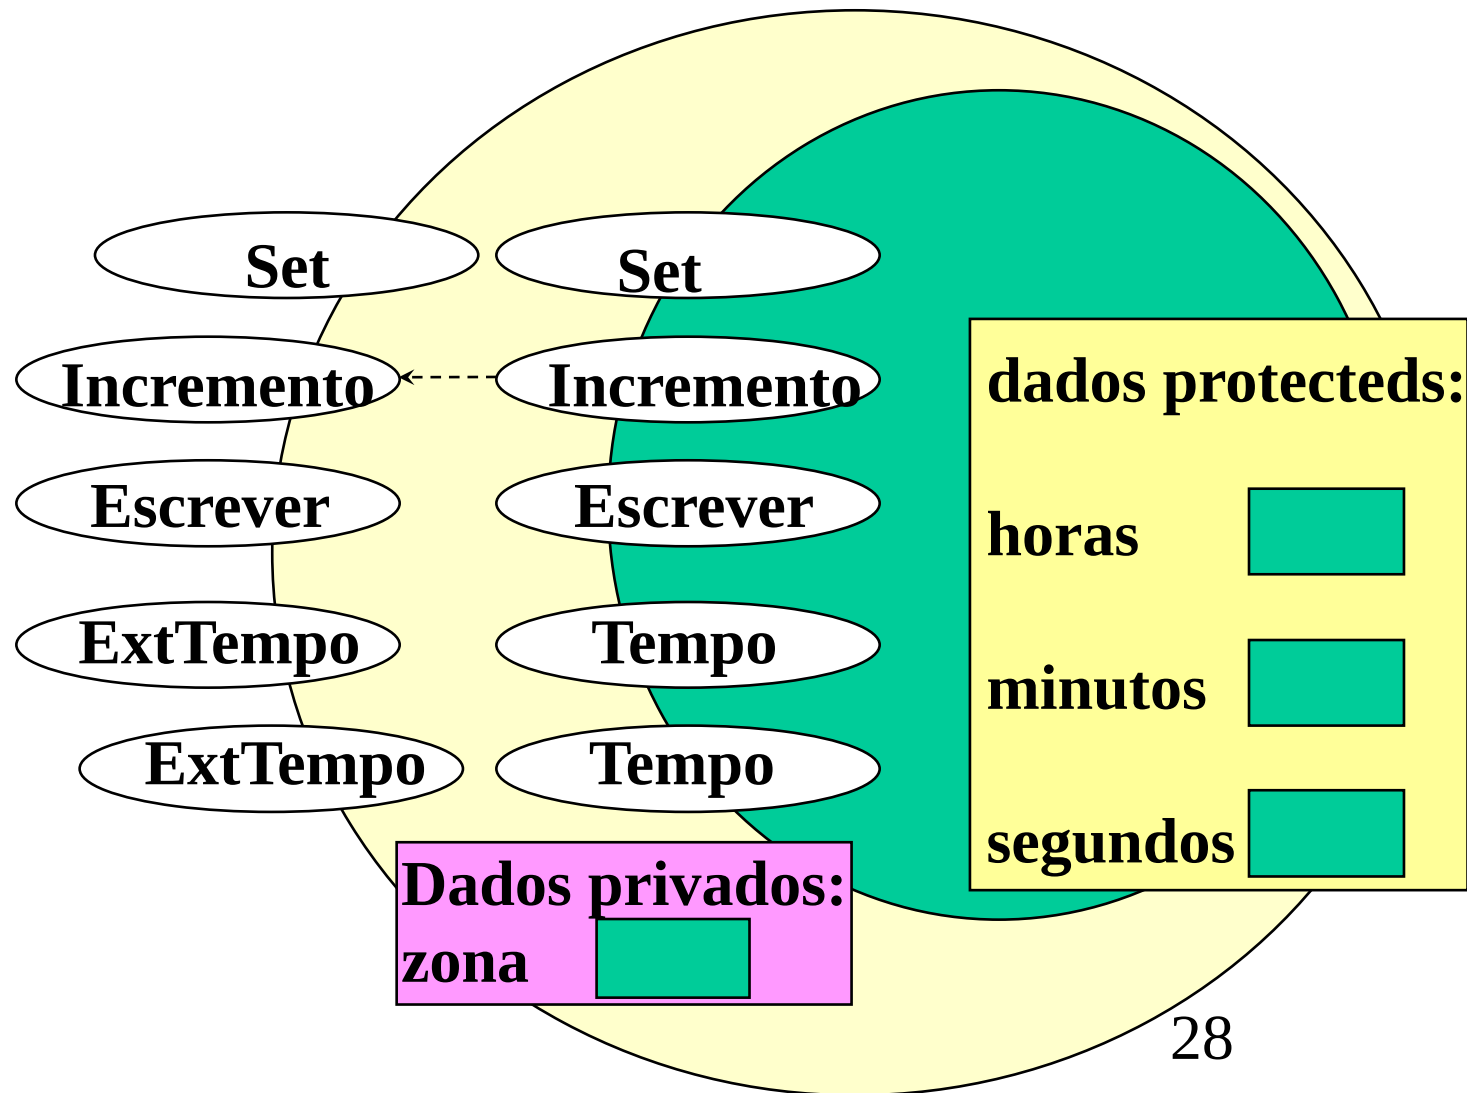 Set
Set
Incremento
Incremento
dados protecteds:
Escrever
Escrever
horas
ExtTempo
Tempo
minutos
ExtTempo
Tempo
segundos
Dados privados:
zona
28